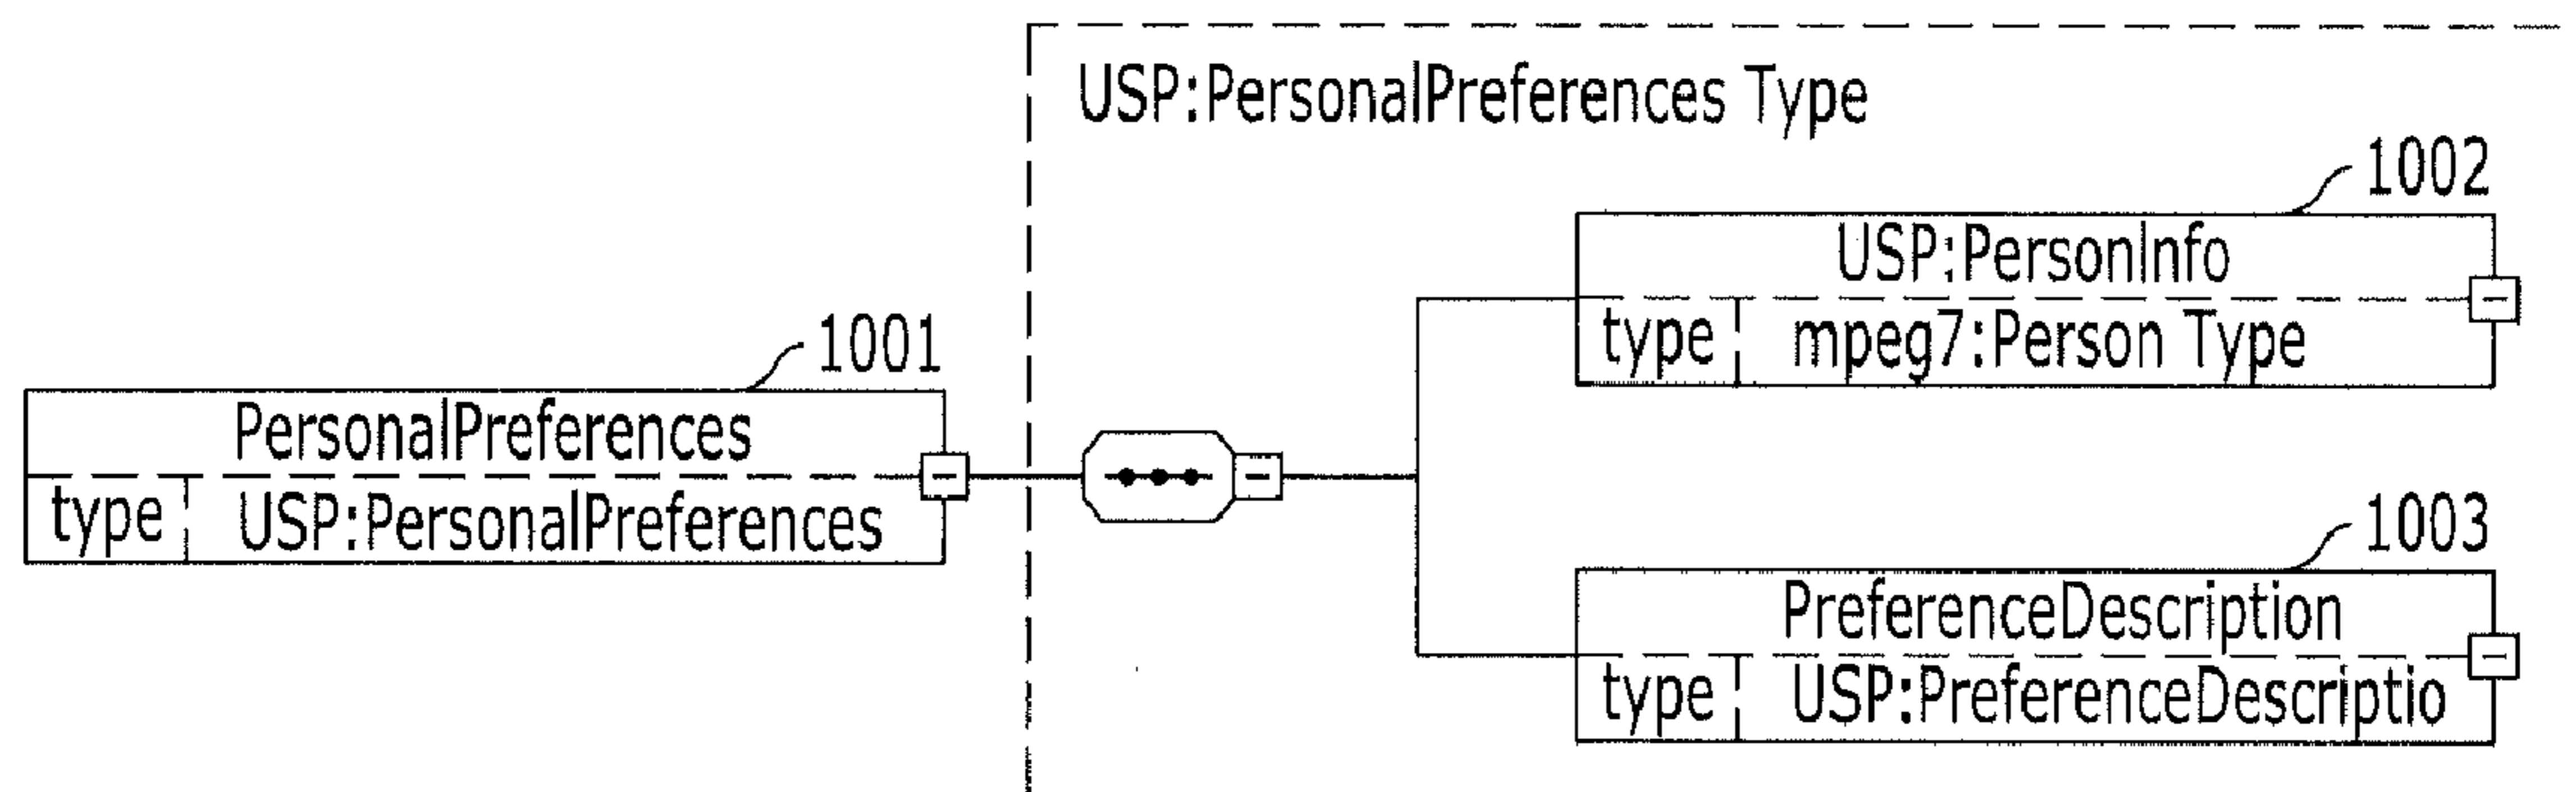 USP:PersonalPreferences Type
1002
USP:PersonInfo
type mpeg7:Person Type
1001
PersonalPreferences
type USP:PersonalPreferences
1003
PreferenceDescription
type USP:PreferenceDescriptio